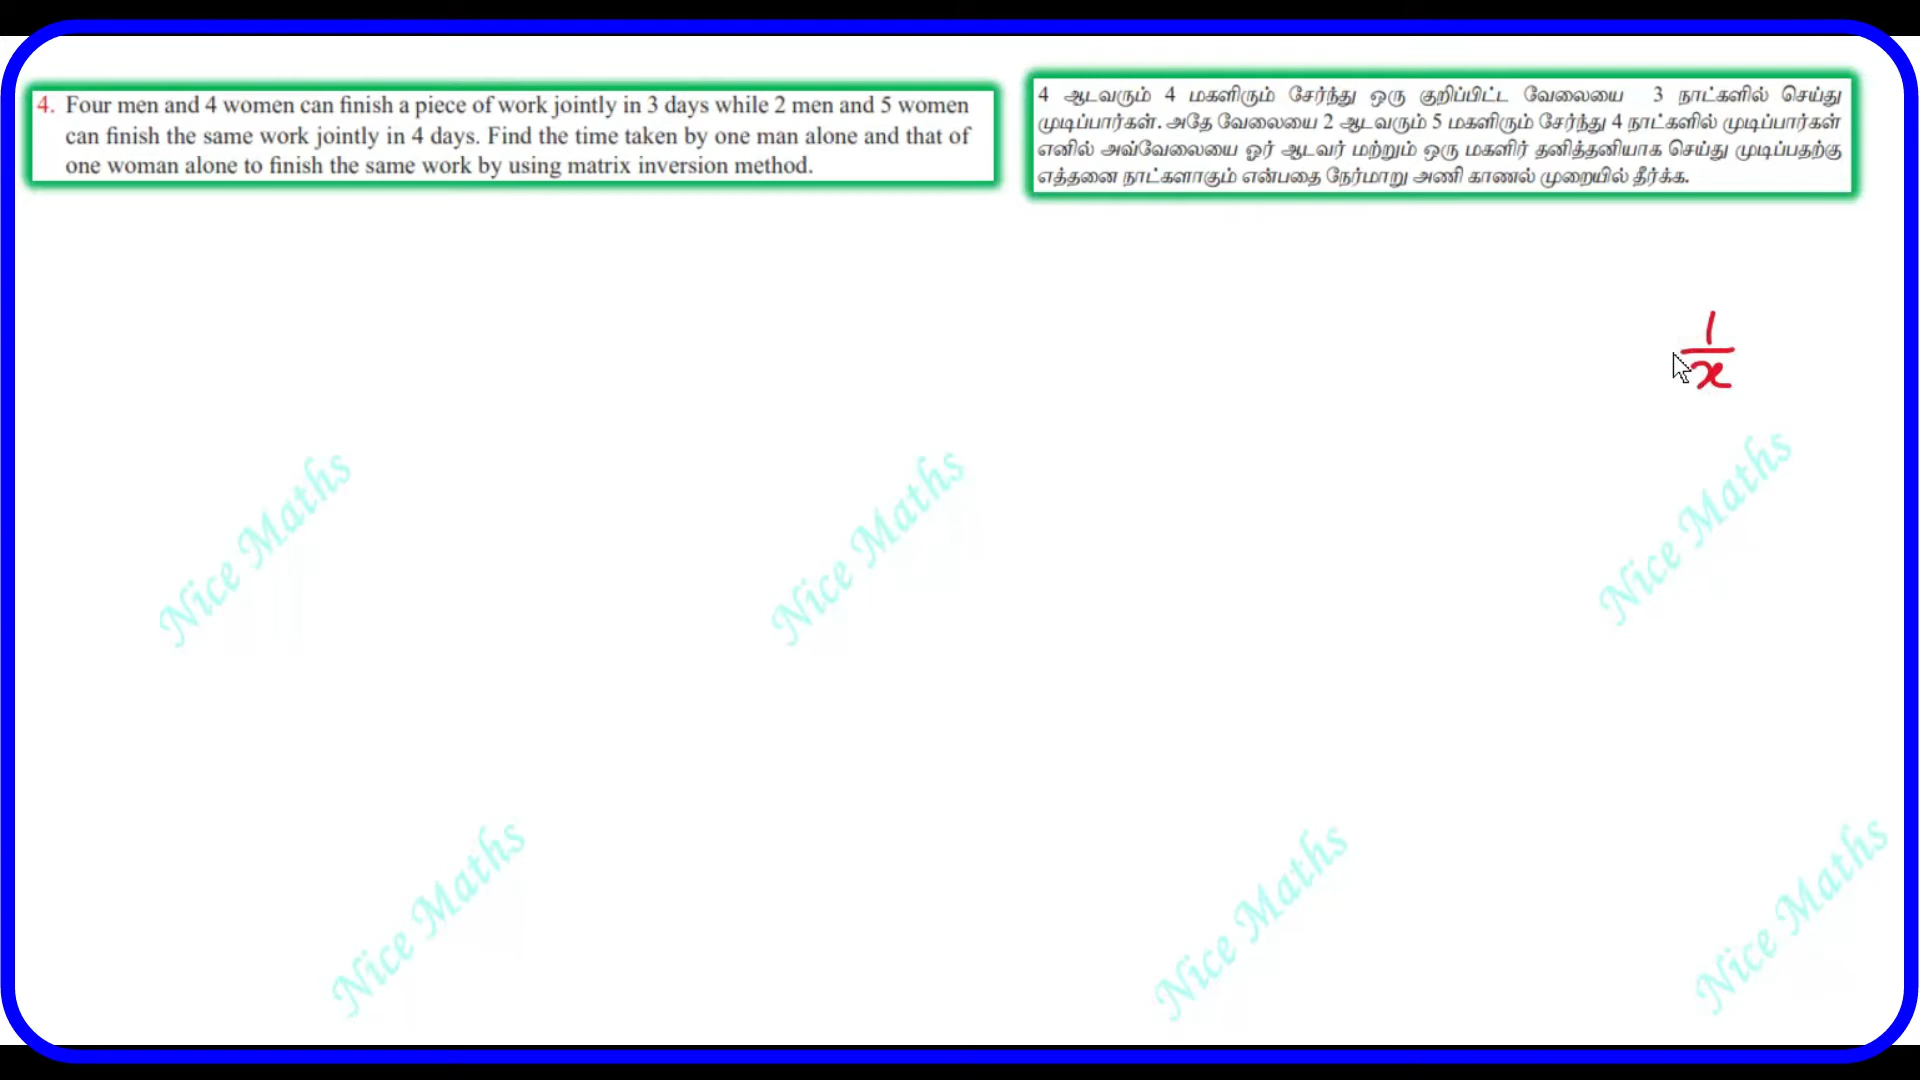 4. Four men and 4 women can finish a piece of work jointly in 3 days while 2 men and 5 women
can finish the same work jointly in 4 days. Find the time taken by one man alone and that of
one woman alone to finish the same work by using matrix inversion method.
4 ஆடவரும் 4 மகளிரும் சேர்ந்து ஒரு குறிப்பிட்ட வேலையை 3 நாட்களில் செய்து
முடிப்பார்கள். அதே வேலையை 2 ஆடவரும் 5 மகளிரும் சேர்ந்து 4 நாட்களில் முடிப்பார்கள்
எனில் அவ்வேலையை ஓர் ஆடவர் மற்றும் ஒரு மகளிர் தனித்தனியாக செய்து முடிப்பதற்கு
எத்தனை நாட்களாகும் என்பதை நேர்மாறு அணி காணல் முறையில் தீர்க்க.
1
x
Nice Maths
Nice Maths
Nice Maths
Nice Maths
Nice Maths
Nice Maths